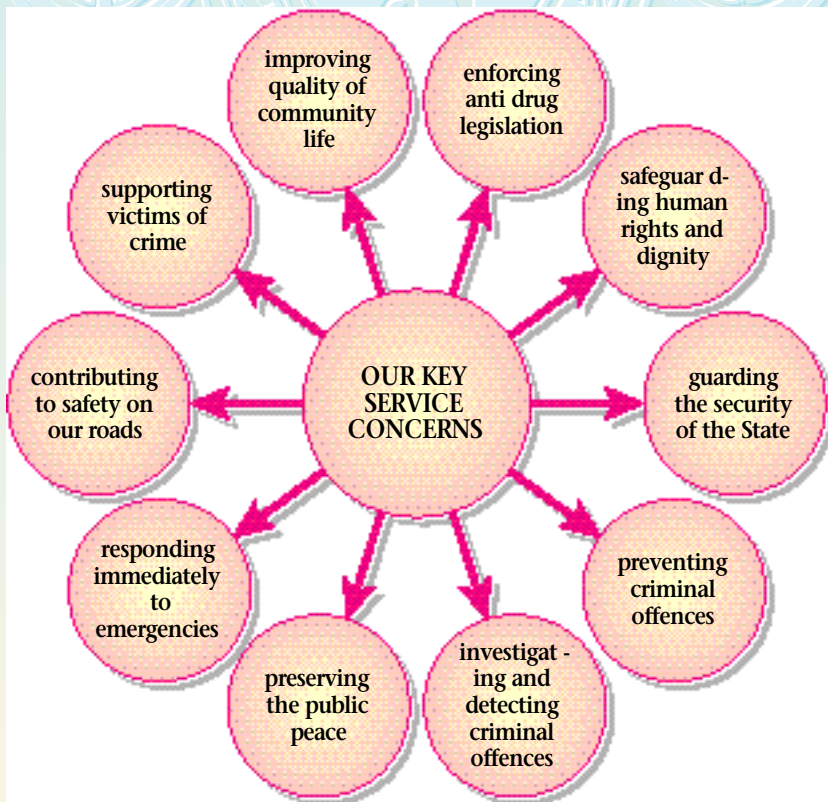 improving
quality of
community
life
enforcing
anti drug
legislation
safeguar d-
ing human
rights and
dignity
supporting
victims of
crime
OUR KEY
SERVICE
CONCERNS
contributing
to safety on
our roads
guarding
the security
of the State
responding
immediately
to
emergencies
preventing
criminal
offences
preserving
the public
peace
investigat -
ing and
detecting
criminal
offences